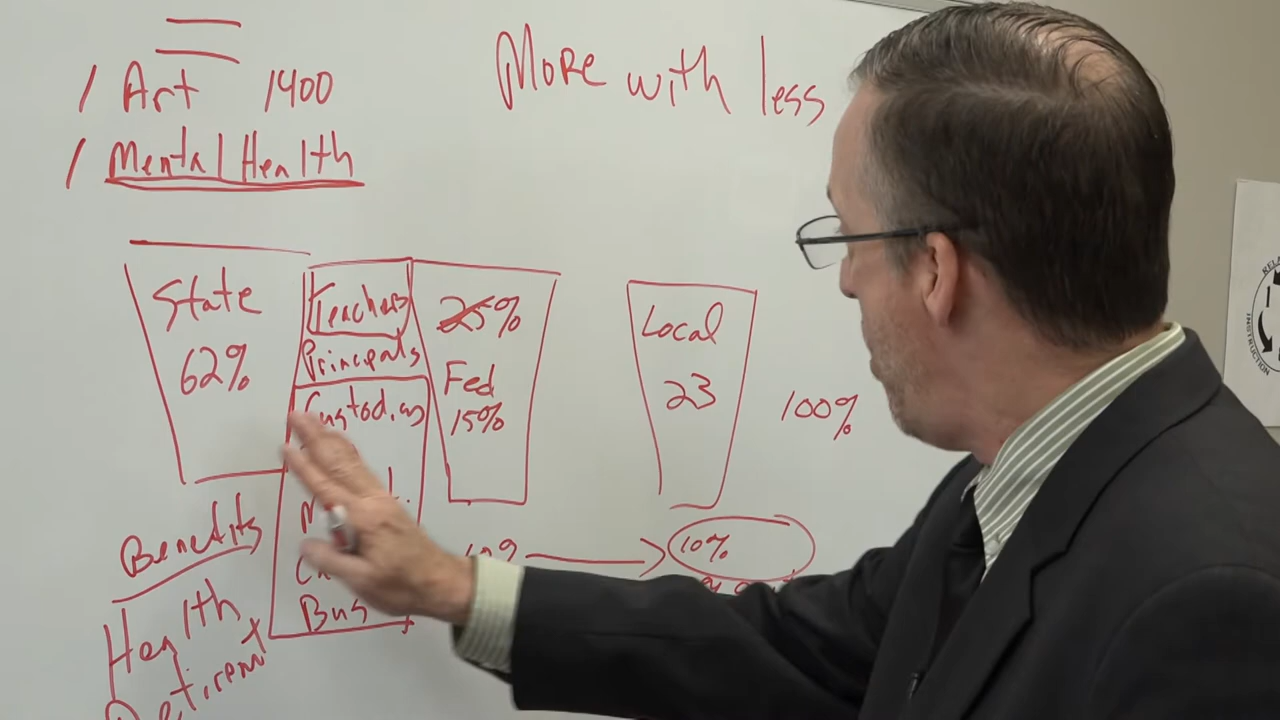 More with less
/ Art 1400
/ Mental Health
State
62%
Teachers
Principals
Custodians
Bus
25%
Fed
15%
Local
23
100%
10%
Benefits
Health
Retirement
INSTRUCTION